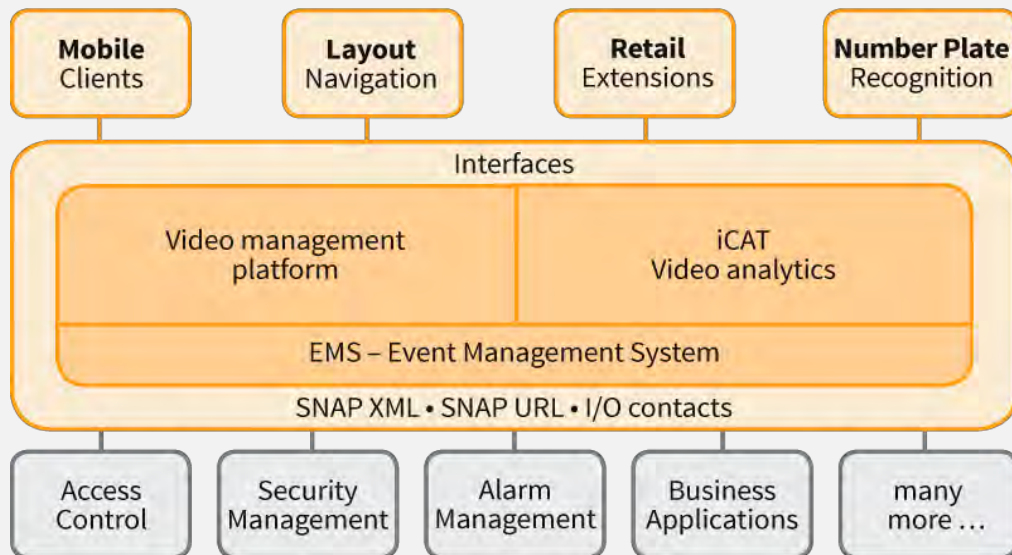 Mobile
Clients
Layout
Navigation
Retail
Extensions
Number Plate
Recognition
Interfaces
Video management
platform
iCAT
Video analytics
EMS – Event Management System
SNAP XML • SNAP URL • I/O contacts
Access
Control
Security
Management
Alarm
Management
Business
Applications
many
more ...